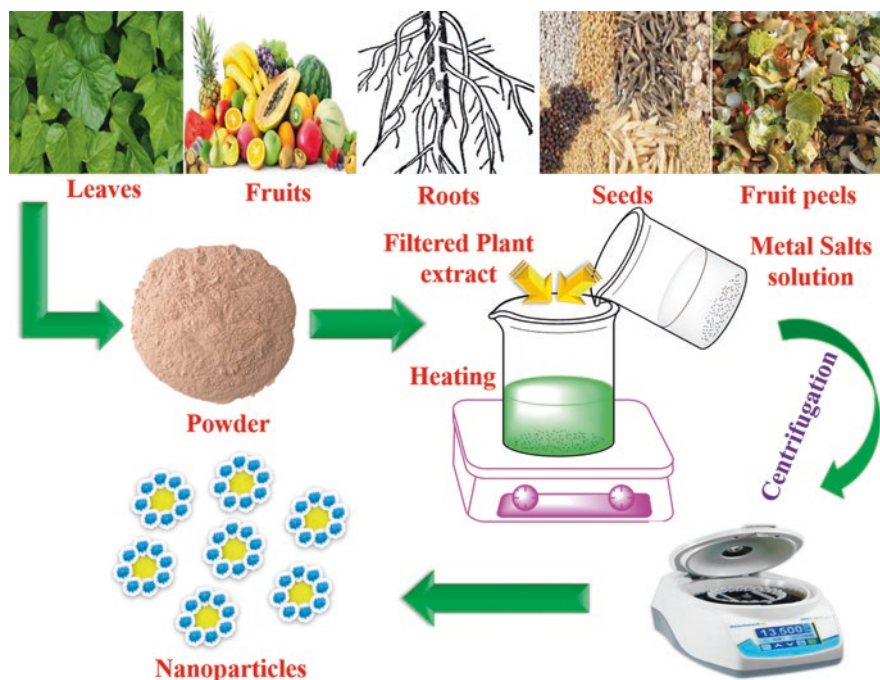 Leaves
Fruits
Roots
Seeds
Fruit peels
Filtered Plant
extract
Metal Salts
solution
Heating
Powder
Centrifugation
13,500
Nanoparticles